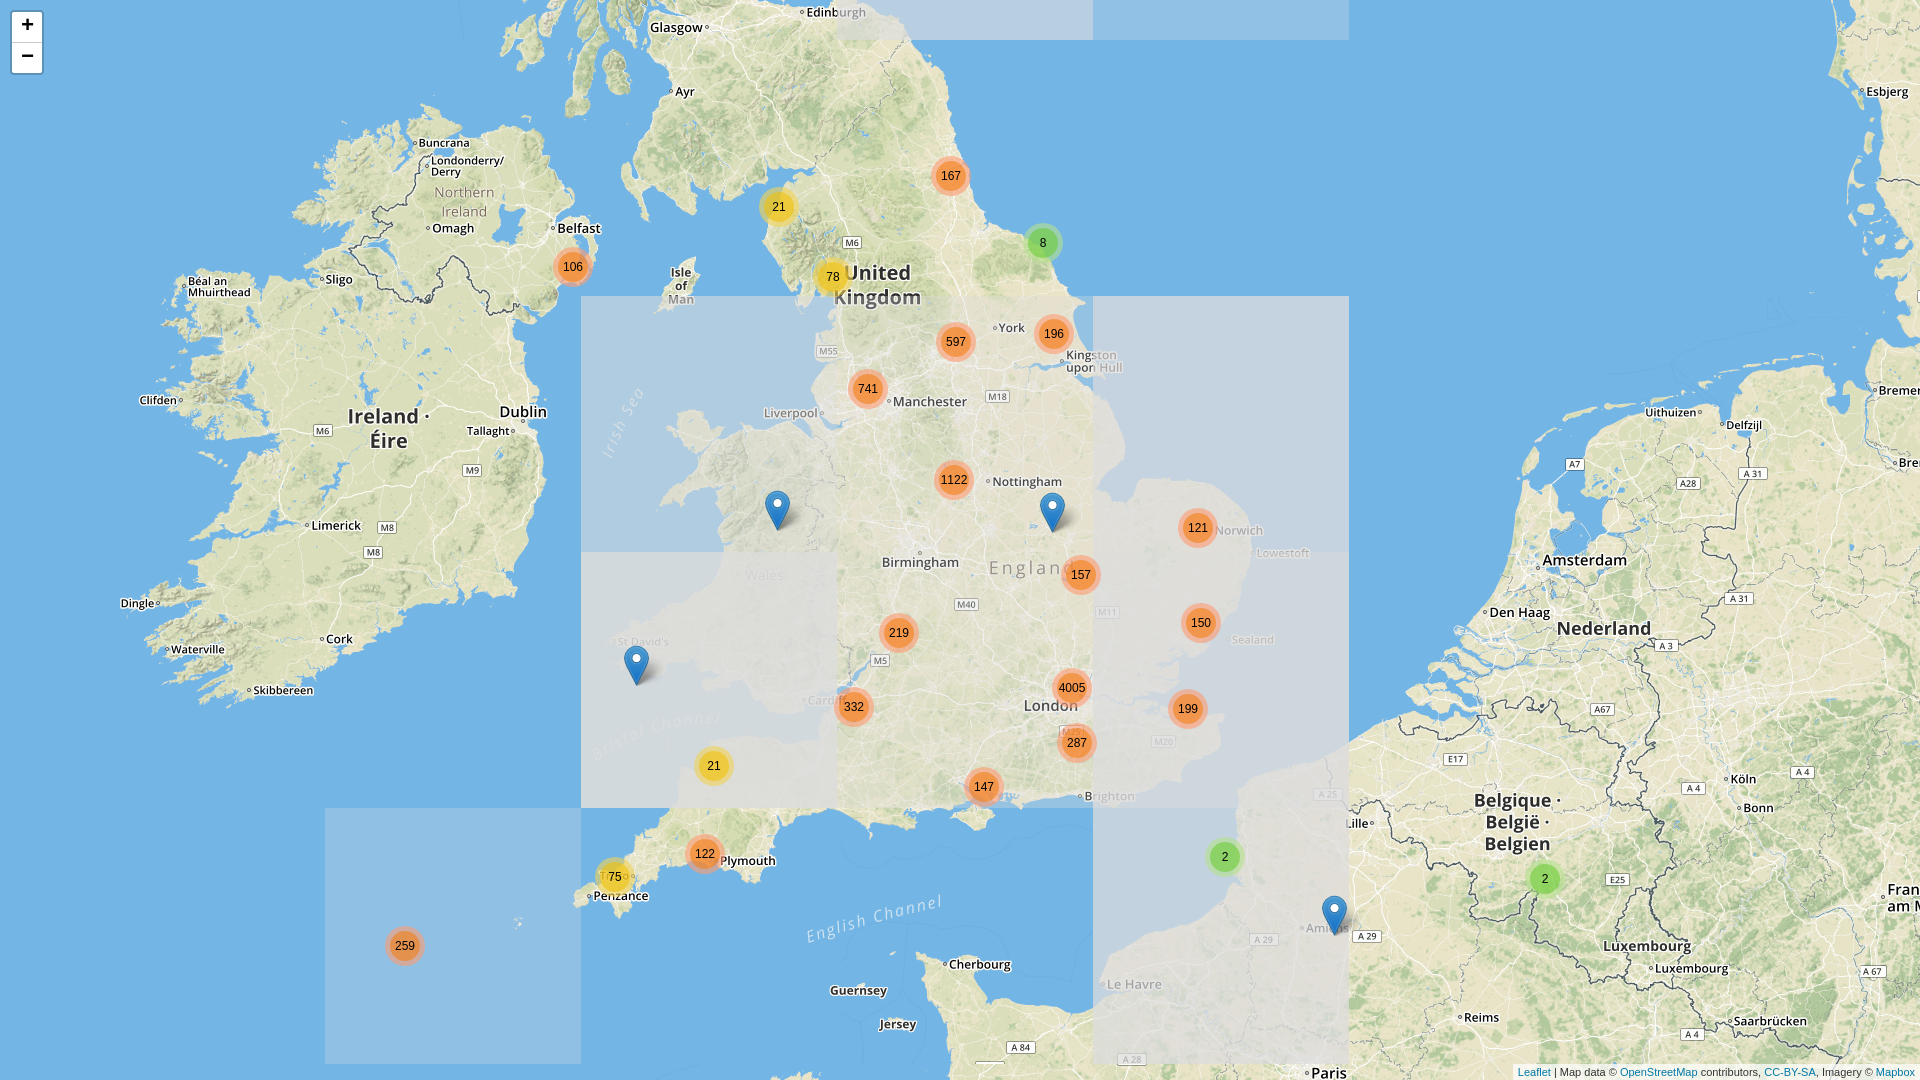 +
−
Edinburgh
Glasgow
Ayr
Esbjerg
Buncrana
Londonderry/
Derry
Northern
Ireland
Omagh
Belfast
167
21
8
M6
106
78
United
Kingdom
Isle
of
Man
Sligo
Béal an
Mhuirthead
York
196
597
M55
Kingston
upon Hull
741
M18
Manchester
Liverpool
Irish Sea
Clifden
Ireland ·
Éire
Dublin
Tallaght
M6
M9
Uithuizen
Delfzijl
A7
A 31
A28
1122
Nottingham
121
Norwich
Lowestoft
Limerick
M8
M8
Birmingham
England
Wales
157
Amsterdam
Den Haag
A 31
Nederland
A 3
Dingle
Cork
Waterville
Skibbereen
M40
M11
150
Sealand
219
M5
St David's
4005
London
199
Cardiff
332
Bristol Channel
287
M20
A67
E17
21
147
Brighton
A 25
Köln
A 4
A 4
Bonn
Lille
Belgique ·
België ·
Belgien
122
Plymouth
75
Penzance
2
2
E25
259
English Channel
Amiens
A 29
A 29
Luxembourg
Luxembourg
A 67
Cherbourg
Guernsey
Jersey
Le Havre
Reims
Saarbrücken
A 4
A 84
A 28
Paris
Leaflet | Map data © OpenStreetMap contributors, CC-BY-SA, Imagery © Mapbox